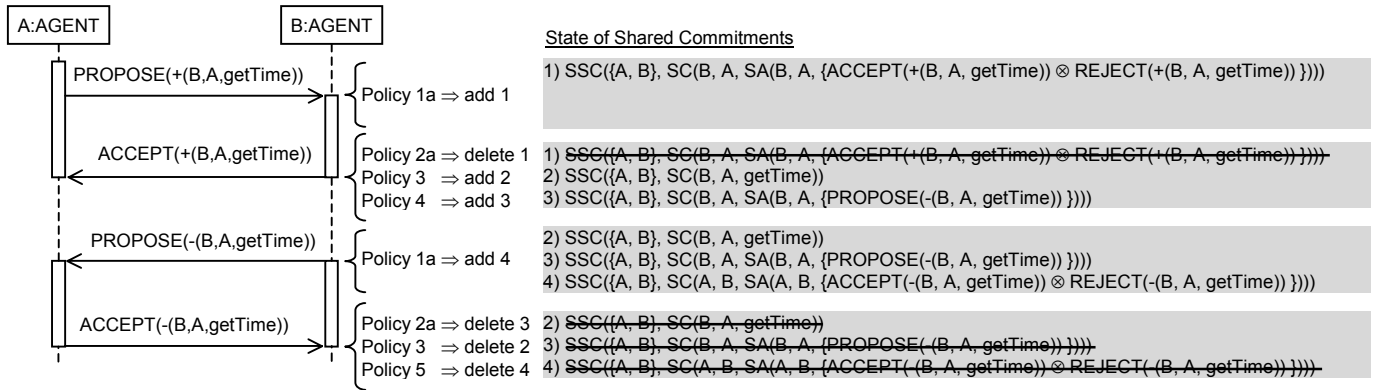 A:AGENT
B:AGENT
State of Shared Commitments
PROPOSE(+(B,A,getTime))
Policy 1a ⇒ add 1
1) SSC({A, B}, SC(B, A, SA(B, A, {ACCEPT(+(B, A, getTime)) ⊗ REJECT(+(B, A, getTime)) })))
ACCEPT(+(B,A,getTime))
Policy 2a ⇒ delete 1
Policy 3 ⇒ add 2
Policy 4 ⇒ add 3
1) SSC({A, B}, SC(B, A, SA(B, A, {ACCEPT(+(B, A, getTime)) ⊗ REJECT(+(B, A, getTime)) })))
2) SSC({A, B}, SC(B, A, getTime))
3) SSC({A, B}, SC(B, A, SA(B, A, {PROPOSE(-(B, A, getTime)) })))
PROPOSE(-(B,A,getTime))
Policy 1a ⇒ add 4
2) SSC({A, B}, SC(B, A, getTime))
3) SSC({A, B}, SC(B, A, SA(B, A, {PROPOSE(-(B, A, getTime)) })))
4) SSC({A, B}, SC(A, B, SA(A, B, {ACCEPT(-(B, A, getTime)) ⊗ REJECT(-(B, A, getTime)) })))
ACCEPT(-(B,A,getTime))
Policy 2a ⇒ delete 3
Policy 3 ⇒ delete 2
Policy 5 ⇒ delete 4
2) SSC({A, B}, SC(B, A, getTime))
3) SSC({A, B}, SC(B, A, SA(B, A, {PROPOSE(-(B, A, getTime)) })))
4) SSC({A, B}, SC(A, B, SA(A, B, {ACCEPT(-(B, A, getTime)) ⊗ REJECT(-(B, A, getTime)) })))